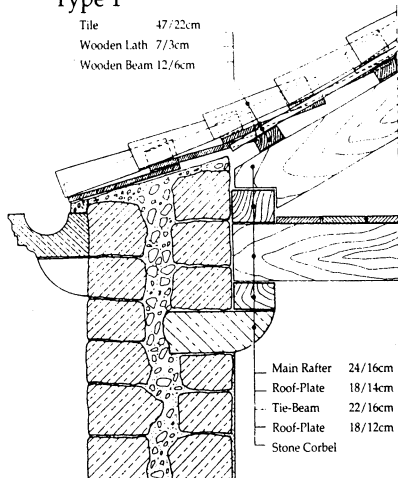 Type 1
Tile 47/22cm
Wooden Lath 7/3cm
Wooden Beam 12/6cm
Main Rafter 24/16cm
Roof-Plate 18/14cm
Tie-Beam 22/16cm
Roof-Plate 18/12cm
Stone Corbel